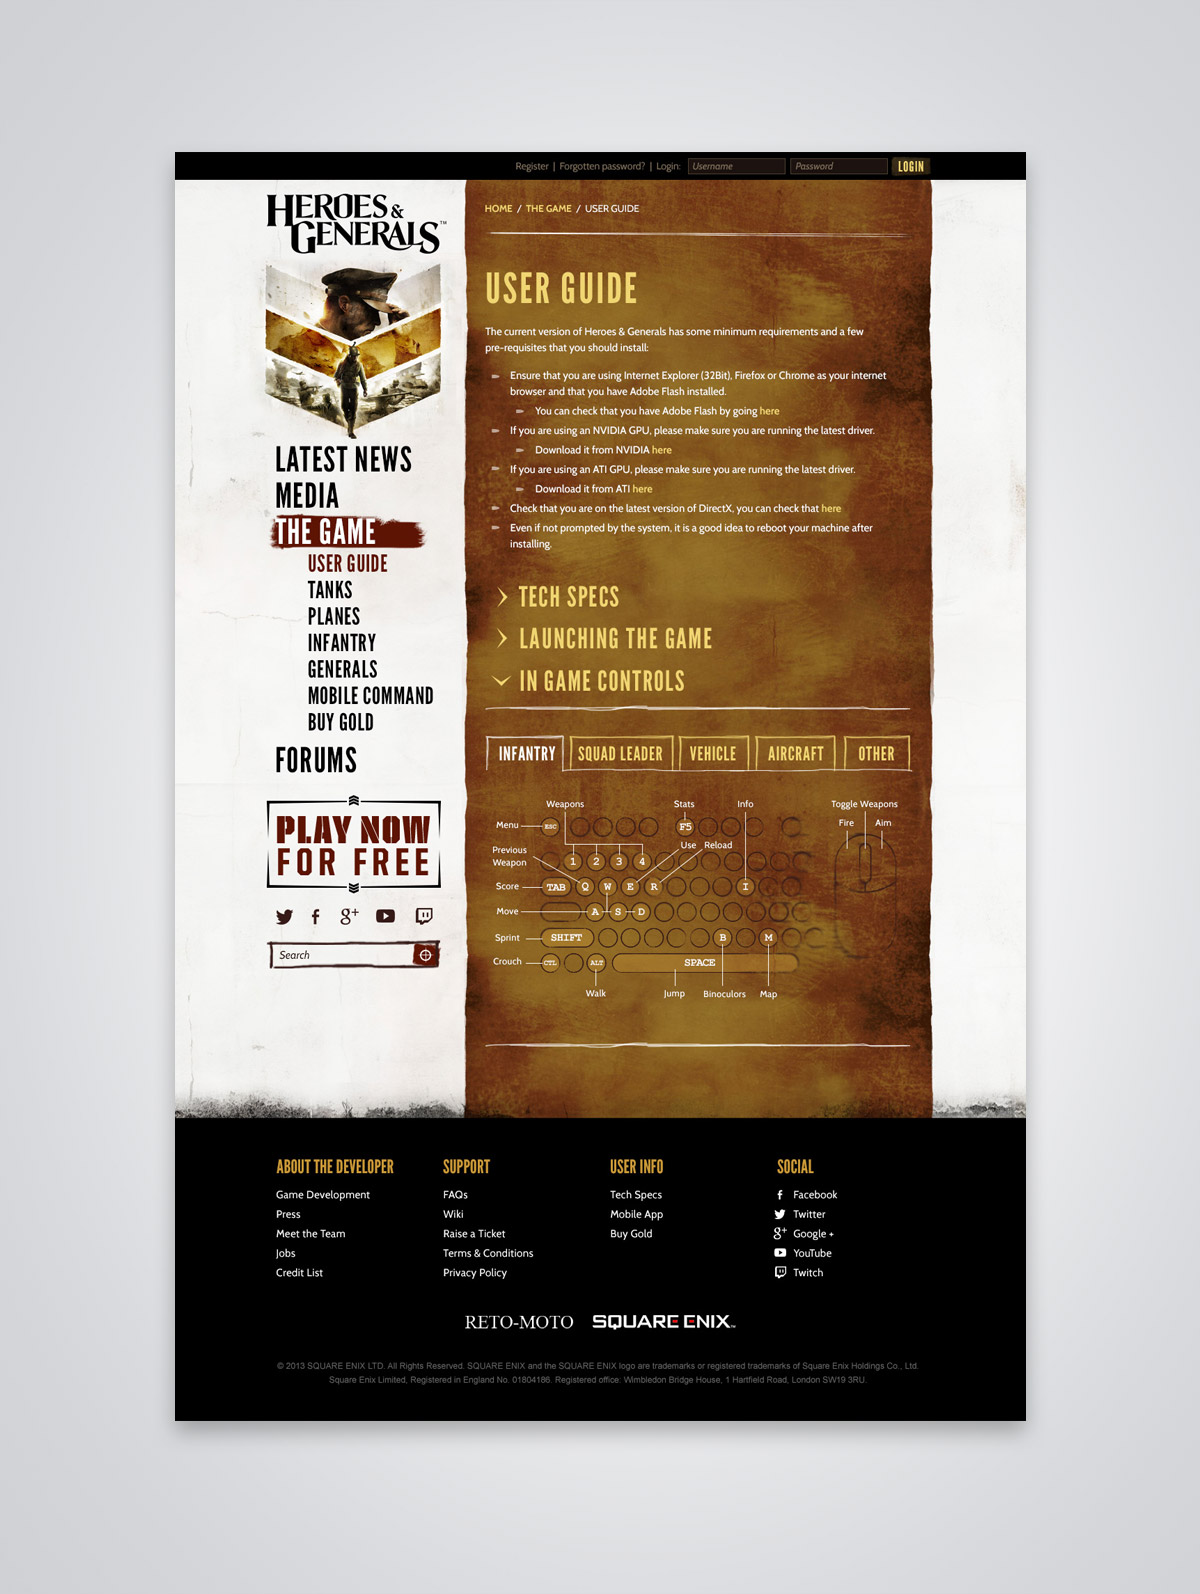 Register | Forgotten password? | Login: Username Password LOGIN
HEROES &
GENERALS™
HOME / THE GAME / USER GUIDE
USER GUIDE
The current version of Heroes & Generals has some minimum requirements and a few
pre-requisites that you should install:
Ensure that you are using Internet Explorer (32Bit), Firefox or Chrome as your internet
browser and that you have Adobe Flash installed.
You can check that you have Adobe Flash by going here
If you are using an NVIDIA GPU, please make sure you are running the latest driver.
Download it from NVIDIA here
If you are using an ATI GPU, please make sure you are running the latest driver.
Download it from ATI here
Check that you are on the latest version of DirectX, you can check that here
Even if not prompted by the system, it is a good idea to reboot your machine after
installing.
LATEST NEWS
MEDIA
THE GAME
USER GUIDE
TANKS
PLANES
INFANTRY
GENERALS
MOBILE COMMAND
BUY GOLD
FORUMS
PLAY NOW
FOR FREE
Search
TECH SPECS
LAUNCHING THE GAME
IN GAME CONTROLS
INFANTRY SQUAD LEADER VEHICLE AIRCRAFT OTHER
Weapons Stats Info Toggle Weapons
Fire Aim
Menu ESC F5
Use Reload
Previous
Weapon
1 2 3 4
Score TAB Q W E R I
Move A S D
Sprint SHIFT B M
Crouch CTL ALT SPACE
Walk Jump Binoculors Map
ABOUT THE DEVELOPER
Game Development
Press
Meet the Team
Jobs
Credit List
SUPPORT
FAQs
Wiki
Raise a Ticket
Terms & Conditions
Privacy Policy
USER INFO
Tech Specs
Mobile App
Buy Gold
SOCIAL
Facebook
Twitter
Google +
YouTube
Twitch
RETO-MOTO SQUARE ENIX™
© 2013 SQUARE ENIX LTD. All Rights Reserved. SQUARE ENIX and the SQUARE ENIX logo are trademarks or registered trademarks of Square Enix Holdings Co., Ltd.
Square Enix Limited, Registered in England No. 01804186. Registered office: Wimbledon Bridge House, 1 Hartfield Road, London SW19 3RU.